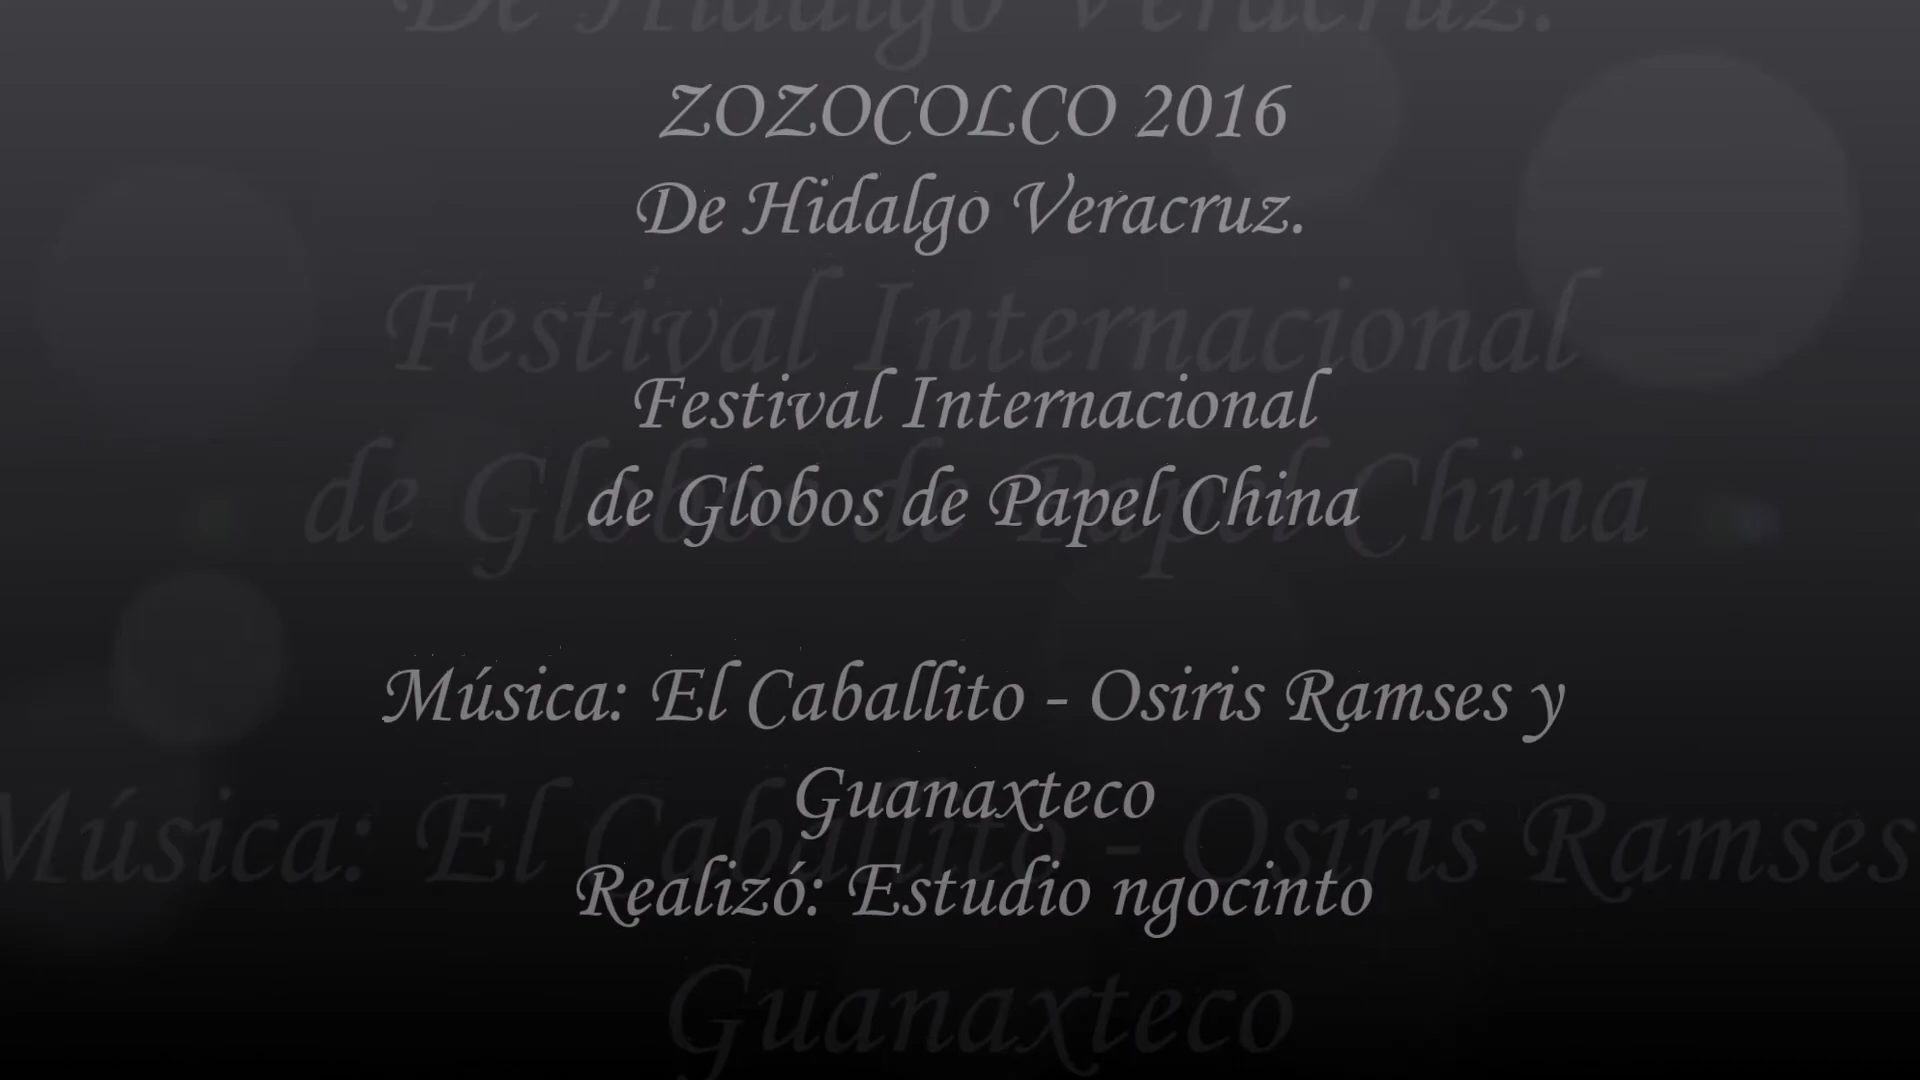 ZOZOCOLCO 2016
De Hidalgo Veracruz.
Festival Internacional
de Globos de Papel China
Música: El Caballito - Osiris Ramses y
Guanaxteco
Realizó: Estudio ngocinto